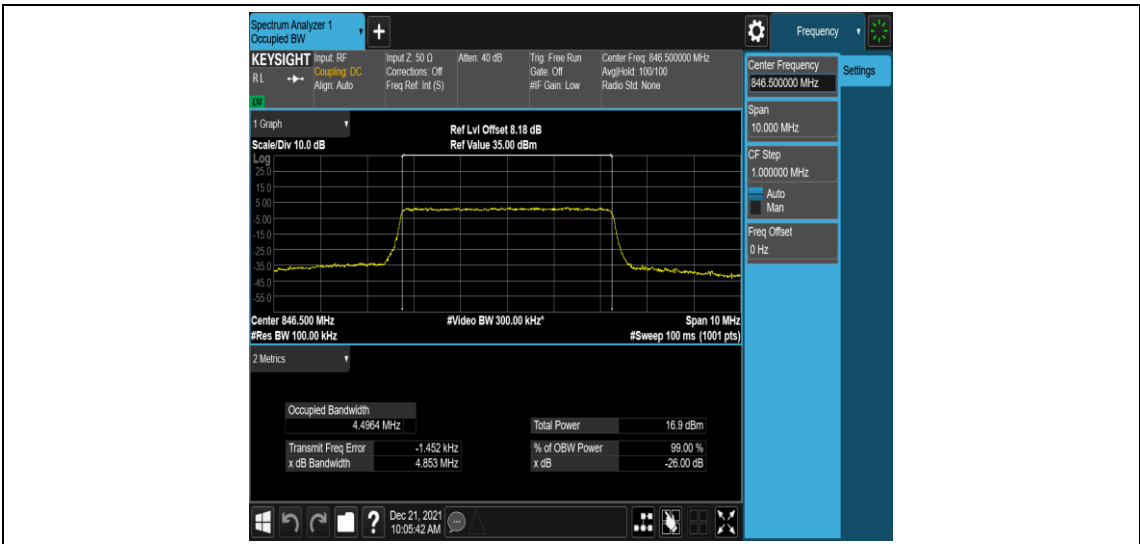 Spectrum Analyzer 1
Occupied BW
+
Frequency
KEYSIGHT
RL
LXI
Input: RF
Coupling: DC
Align: Auto
Input Z: 50 Ω
Corrections: Off
Freq Ref: Int (S)
Atten: 40 dB
Trig: Free Run
Gate: Off
#IF Gain: Low
Center Freq: 846.500000 MHz
Avg|Hold: 100/100
Radio Std: None
Center Frequency
846.500000 MHz
Settings
Span
10.000 MHz
CF Step
1.000000 MHz
Auto
Man
Freq Offset
0 Hz
1 Graph
Ref Lvl Offset 8.18 dB
Scale/Div 10.0 dB
Ref Value 35.00 dBm
Log
25.0
15.0
5.00
-5.00
-15.0
-25.0
-35.0
-45.0
-55.0
Center 846.500 MHz
#Video BW 300.00 kHz*
Span 10 MHz
#Res BW 100.00 kHz
#Sweep 100 ms (1001 pts)
2 Metrics
Occupied Bandwidth
4.4964 MHz
Total Power 16.9 dBm
Transmit Freq Error -1.452 kHz
% of OBW Power 99.00 %
x dB Bandwidth 4.853 MHz
x dB -26.00 dB
?
Dec 21, 2021
10:05:42 AM